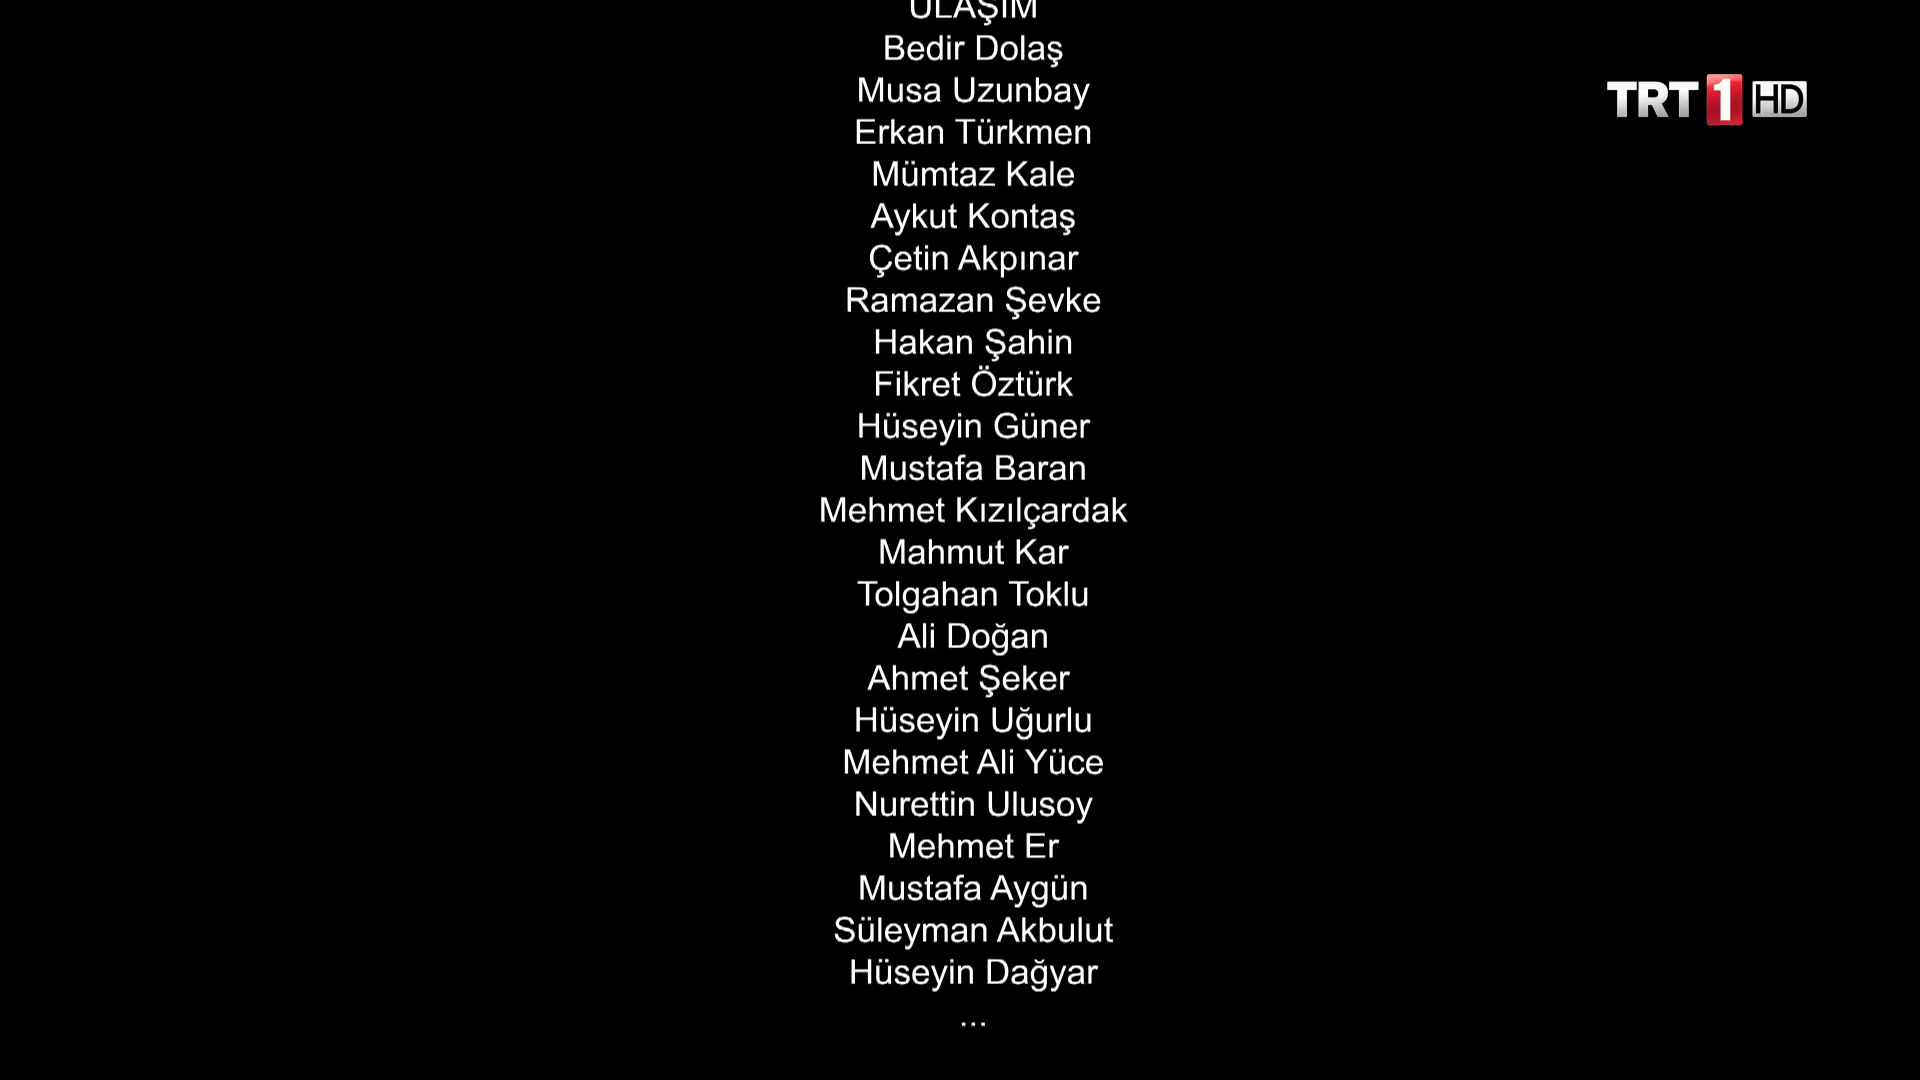 ULAŞIM
Bedir Dolaş
Musa Uzunbay
TRT 1 HD
Erkan Türkmen
Mümtaz Kale
Aykut Kontaş
Çetin Akpınar
Ramazan Şevke
Hakan Şahin
Fikret Öztürk
Hüseyin Güner
Mustafa Baran
Mehmet Kızılçardak
Mahmut Kar
Tolgahan Toklu
Ali Doğan
Ahmet Şeker
Hüseyin Uğurlu
Mehmet Ali Yüce
Nurettin Ulusoy
Mehmet Er
Mustafa Aygün
Süleyman Akbulut
Hüseyin Dağyar
...